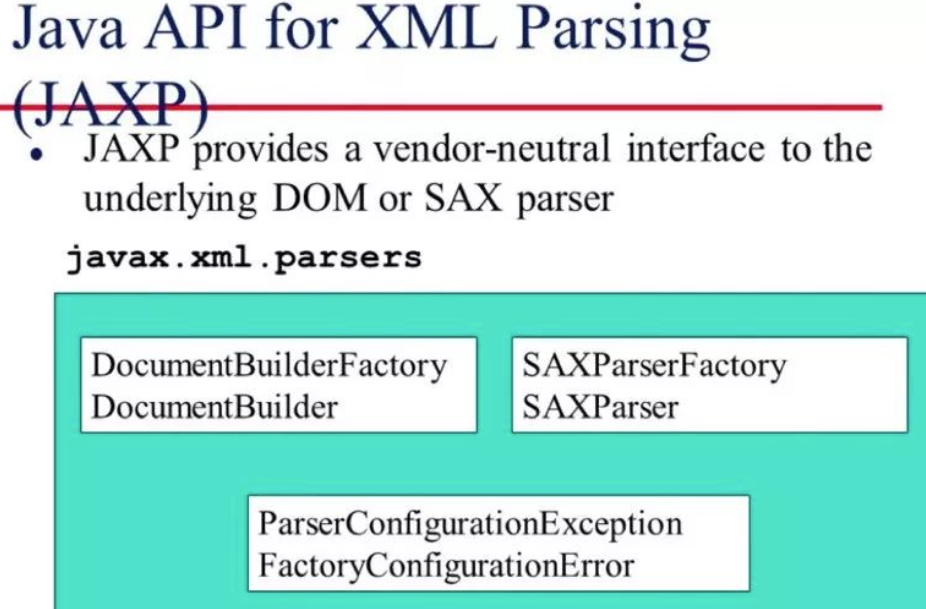 Java API for XML Parsing
(JAXP)
• JAXP provides a vendor-neutral interface to the
underlying DOM or SAX parser
javax.xml.parsers
DocumentBuilderFactory
DocumentBuilder
SAXParserFactory
SAXParser
ParserConfigurationException
FactoryConfigurationError